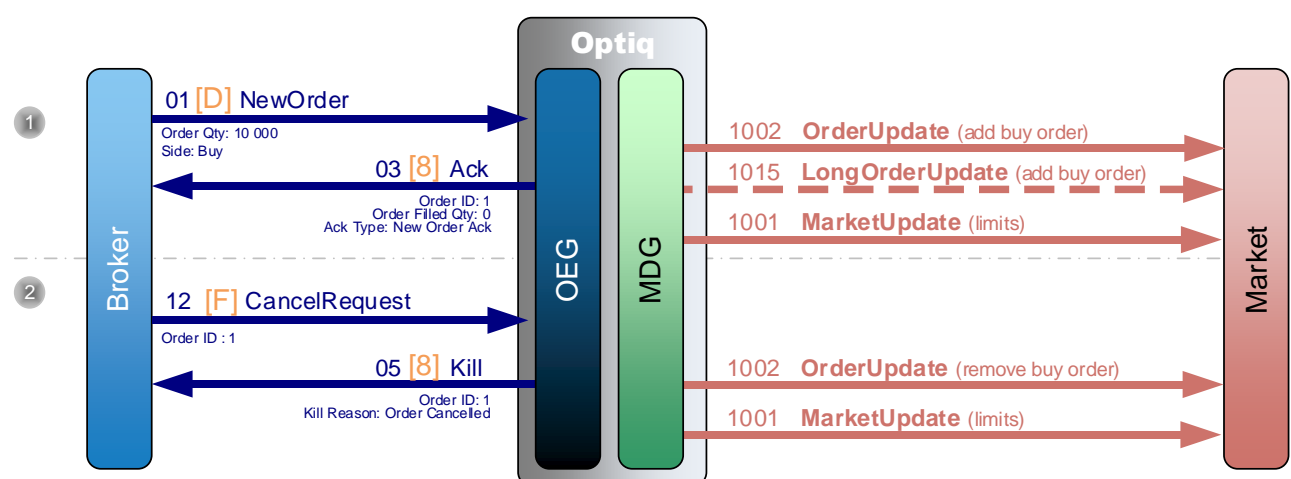 Optiq
1
01 [D] NewOrder
Order Qty: 10 000
Side: Buy
03 [8] Ack
Order ID: 1
Order Filled Qty: 0
Ack Type: New Order Ack
1002 OrderUpdate (add buy order)
1015 LongOrderUpdate (add buy order)
1001 MarketUpdate (limits)
Broker
OEG
MDG
Market
2
12 [F] CancelRequest
Order ID : 1
05 [8] Kill
Order ID: 1
Kill Reason: Order Cancelled
1002 OrderUpdate (remove buy order)
1001 MarketUpdate (limits)